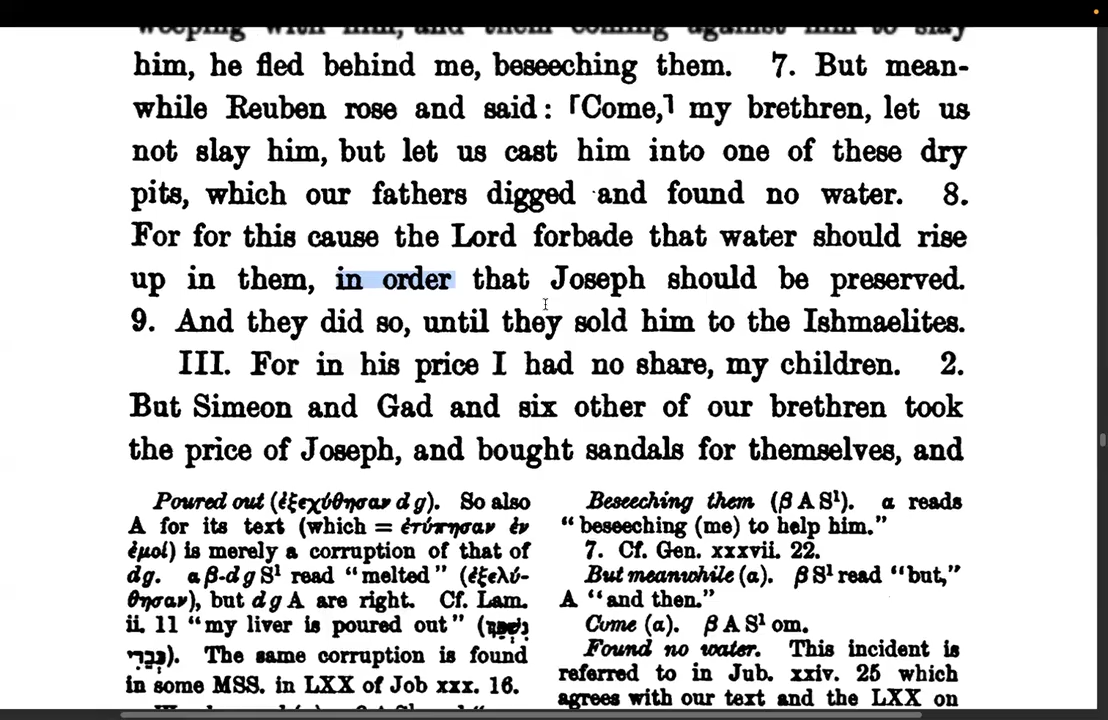 weeping with him, and them coming against him to slay
him, he fled behind me, beseeching them. 7. But mean-
while Reuben rose and said: ⌜Come,⌝ my brethren, let us
not slay him, but let us cast him into one of these dry
pits, which our fathers digged and found no water. 8.
For for this cause the Lord forbade that water should rise
up in them, in order that Joseph should be preserved.
9. And they did so, until they sold him to the Ishmaelites.
III. For in his price I had no share, my children. 2.
But Simeon and Gad and six other of our brethren took
the price of Joseph, and bought sandals for themselves, and
Poured out (ἐξεχύθησαν d g). So also
A for its text (which = ἐτύπησαν ἐν
ἐμοί) is merely a corruption of that of
dg. α β-d g S¹ read "melted" (ἐξελύ-
θησαν), but d g A are right. Cf. Lam.
ii. 11 "my liver is poured out" (
). The same corruption is found
in some MSS. in LXX of Job xxx. 16.
Beseeching them (β A S¹). α reads
"beseeching (me) to help him."
7. Cf. Gen. xxxvii. 22.
But meanwhile (α). β S¹ read "but,"
A "and then."
Come (α). β A S¹ om.
Found no water. This incident is
referred to in Jub. xxiv. 25 which
agrees with our text and the LXX on